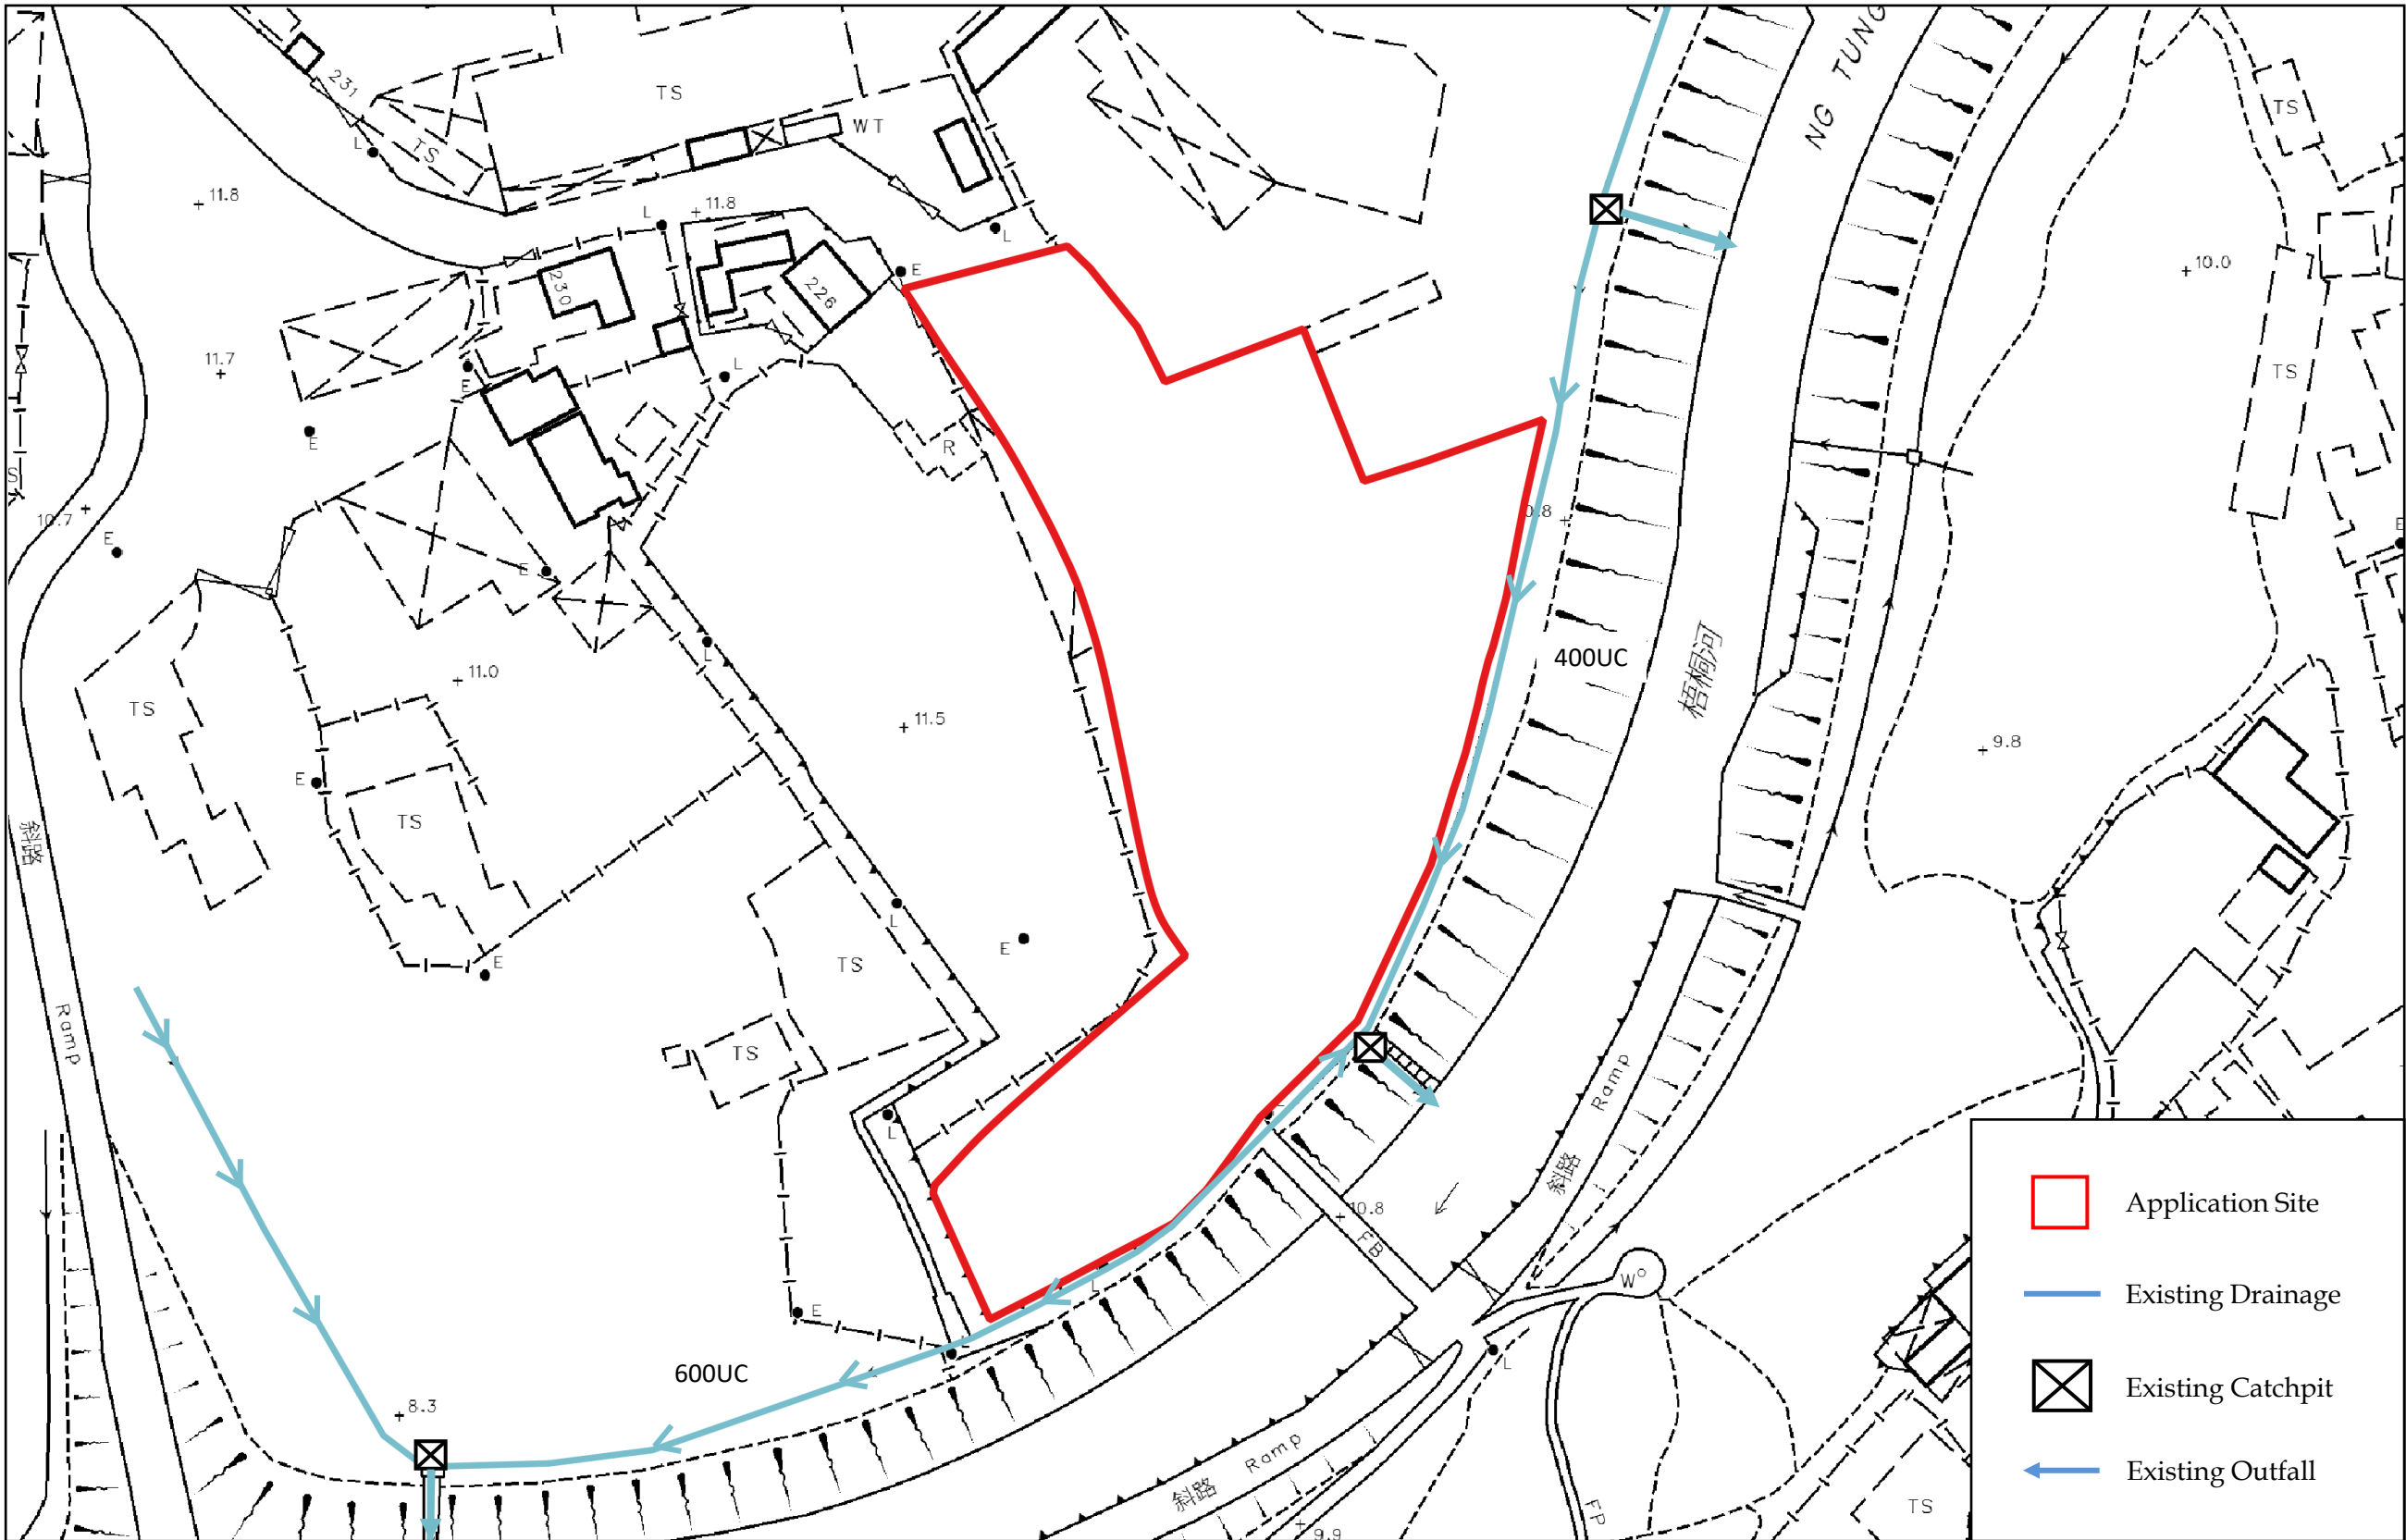 NG TUNG
231
TS
TS
WT
TS
L
11.8
L
11.8
L
E
230
226
10.0
11.7
L
E
E
R
TS
S
10.7
E
0.8
E
E
L
400UC
梧桐河
11.0
TS
11.5
9.8
E
TS
斜路
L
E
TS
E
Ramp
TS
Ramp
L
斜路
10.8
FB
W
L
E
L
600UC
8.3
斜路
Ramp
9.9
FP
TS
Application Site
Existing Drainage
Existing Catchpit
Existing Outfall